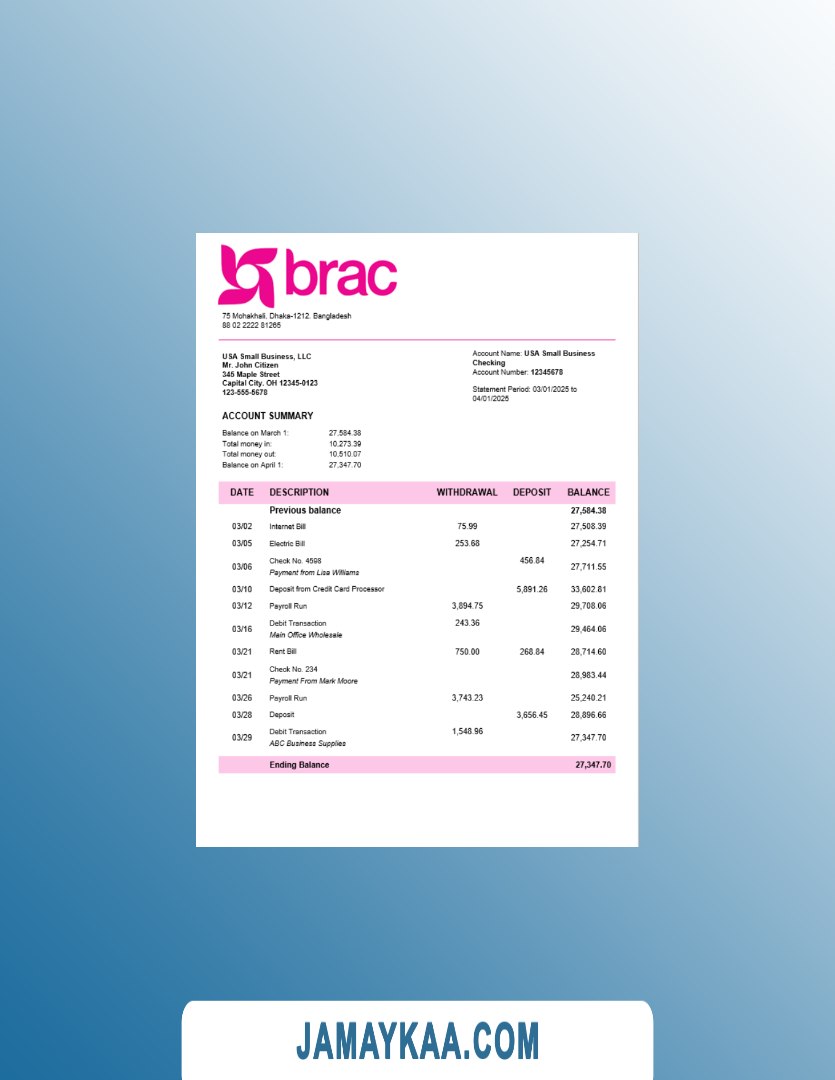 brac
75 Mohakhali, Dhaka-1212, Bangladesh
88 02 2222 81265
USA Small Business, LLC
Mr. John Citizen
345 Maple Street
Capital City, OH 12345-0123
123-555-5678
Account Name: USA Small Business
Checking
Account Number: 12345678
Statement Period: 03/01/2025 to
04/01/2025
ACCOUNT SUMMARY
Balance on March 1: 27,584.38
Total money in: 10,273.39
Total money out: 10,510.07
Balance on April 1: 27,347.70
DATE DESCRIPTION WITHDRAWAL DEPOSIT BALANCE
Previous balance 27,584.38
03/02 Internet Bill 75.99 27,508.39
03/05 Electric Bill 253.68 27,254.71
03/06 Check No. 4598 456.84 27,711.55
Payment from Lisa Williams
03/10 Deposit from Credit Card Processor 5,891.26 33,602.81
03/12 Payroll Run 3,894.75 29,708.06
03/16 Debit Transaction 243.36 29,464.06
Main Office Wholesale
03/21 Rent Bill 750.00 268.84 28,714.60
03/21 Check No. 234 28,983.44
Payment From Mark Moore
03/26 Payroll Run 3,743.23 25,240.21
03/28 Deposit 3,656.45 28,896.66
03/29 Debit Transaction 1,548.96 27,347.70
ABC Business Supplies
Ending Balance 27,347.70
JAMAYKAA.COM